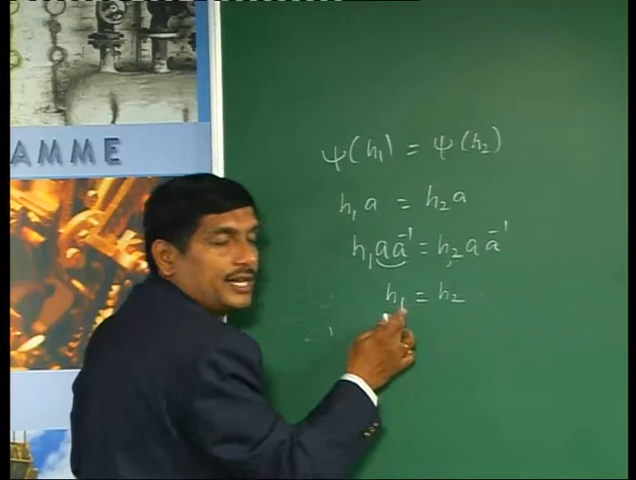 AMME
ψ(h₁) = ψ(h₂)
h₁a = h₂a
h₁aa⁻¹ = h₂aa⁻¹
h₁ = h₂